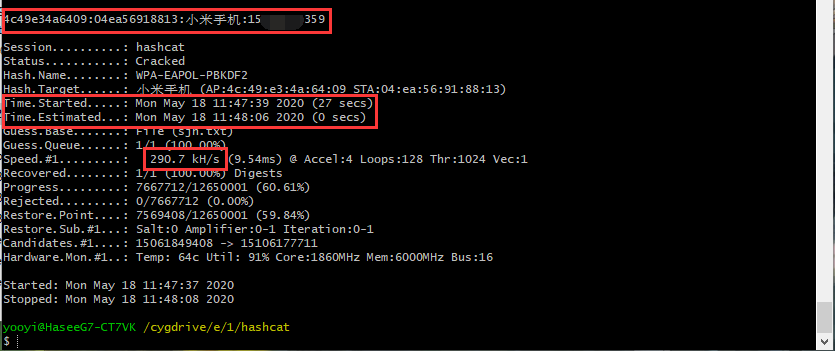 4c49e34a6409:04ea56918813:小米手机:15 359
Session..........: hashcat
Status...........: Cracked
Hash.Name........: WPA-EAPOL-PBKDF2
Hash.Target......: 小米手机 (AP:4c:49:e3:4a:64:09 STA:04:ea:56:91:88:13)
Time.Started.....: Mon May 18 11:47:39 2020 (27 secs)
Time.Estimated...: Mon May 18 11:48:06 2020 (0 secs)
Guess.Base.......: File (sjh.txt)
Guess.Queue......: 1/1 (100.00%)
Speed.#1.........: 290.7 kH/s (9.54ms) @ Accel:4 Loops:128 Thr:1024 Vec:1
Recovered........: 1/1 (100.00%) Digests
Progress.........: 7667712/12650001 (60.61%)
Rejected.........: 0/7667712 (0.00%)
Restore.Point....: 7569408/12650001 (59.84%)
Restore.Sub.#1...: Salt:0 Amplifier:0-1 Iteration:0-1
Candidates.#1....: 15061849408 -> 15106177711
Hardware.Mon.#1..: Temp: 64c Util: 91% Core:1860MHz Mem:6000MHz Bus:16
Started: Mon May 18 11:47:37 2020
Stopped: Mon May 18 11:48:08 2020
yooyi@HaseeG7-CT7VK /cygdrive/e/1/hashcat
$